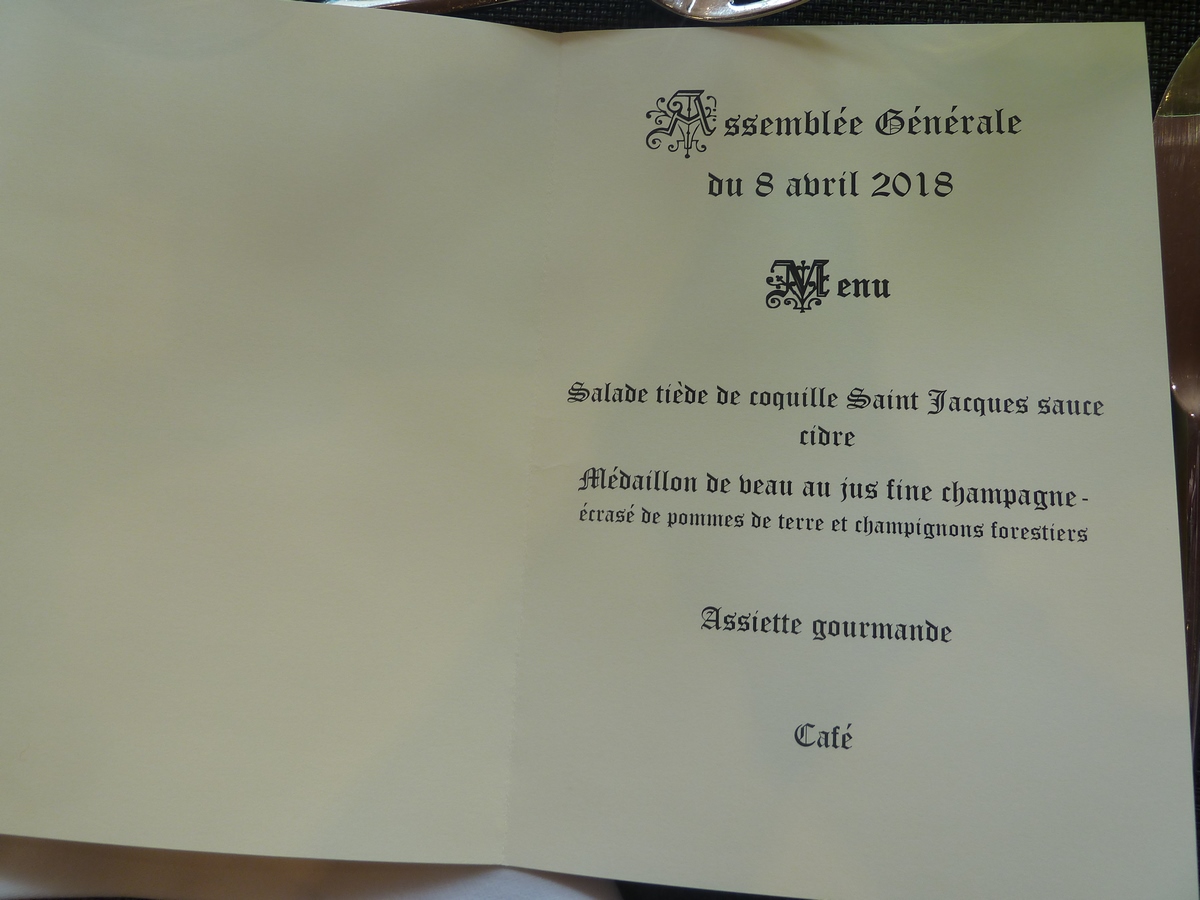 Assemblée Générale
du 8 avril 2018
Menu
Salade tiède de coquille Saint Jacques sauce
cidre
Médaillon de veau au jus fine champagne-
écrasé de pommes de terre et champignons forestiers
Assiette gourmande
Café